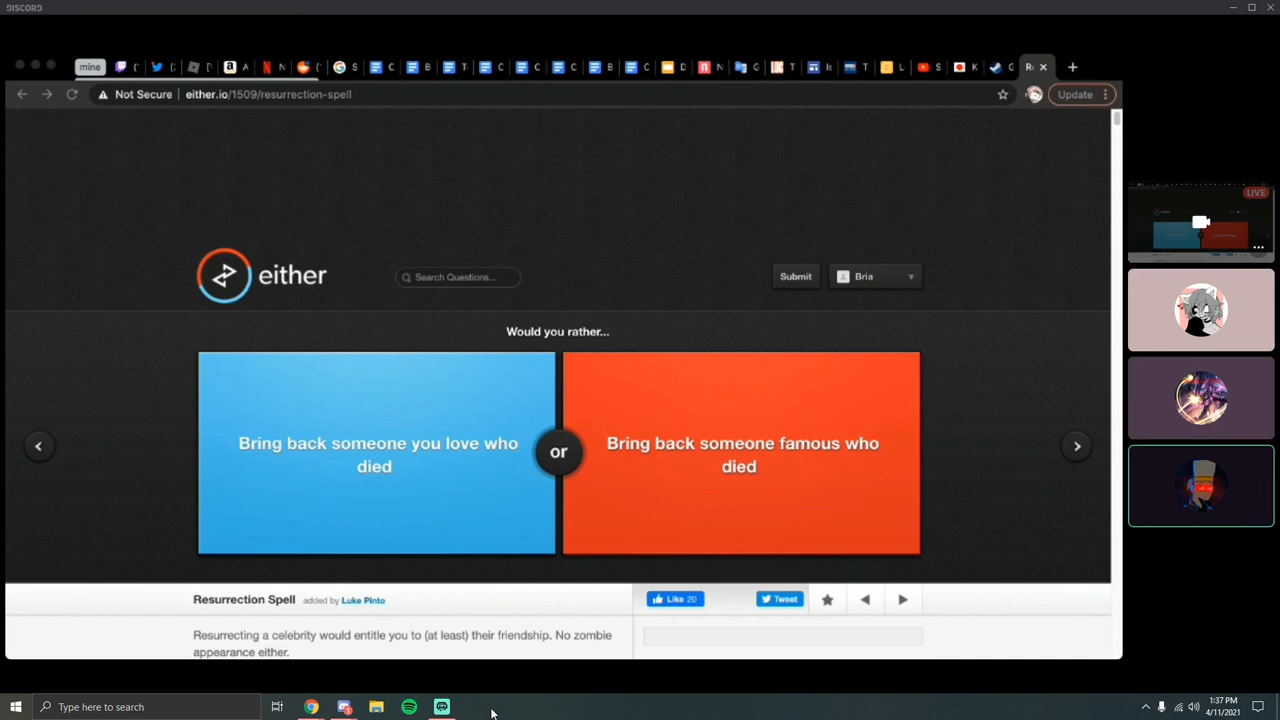 DISCORD
mine
Not Secure
either.io/1509/resurrection-spell
Update
LIVE
either
Search Questions...
Submit
Bria
Would you rather...
Bring back someone you love who
died
or
Bring back someone famous who
died
Resurrection Spell
added by Luke Pinto
Like 20
Tweet
Resurrecting a celebrity would entitle you to (at least) their friendship. No zombie
appearance either.
Type here to search
1:37 PM
4/11/2021